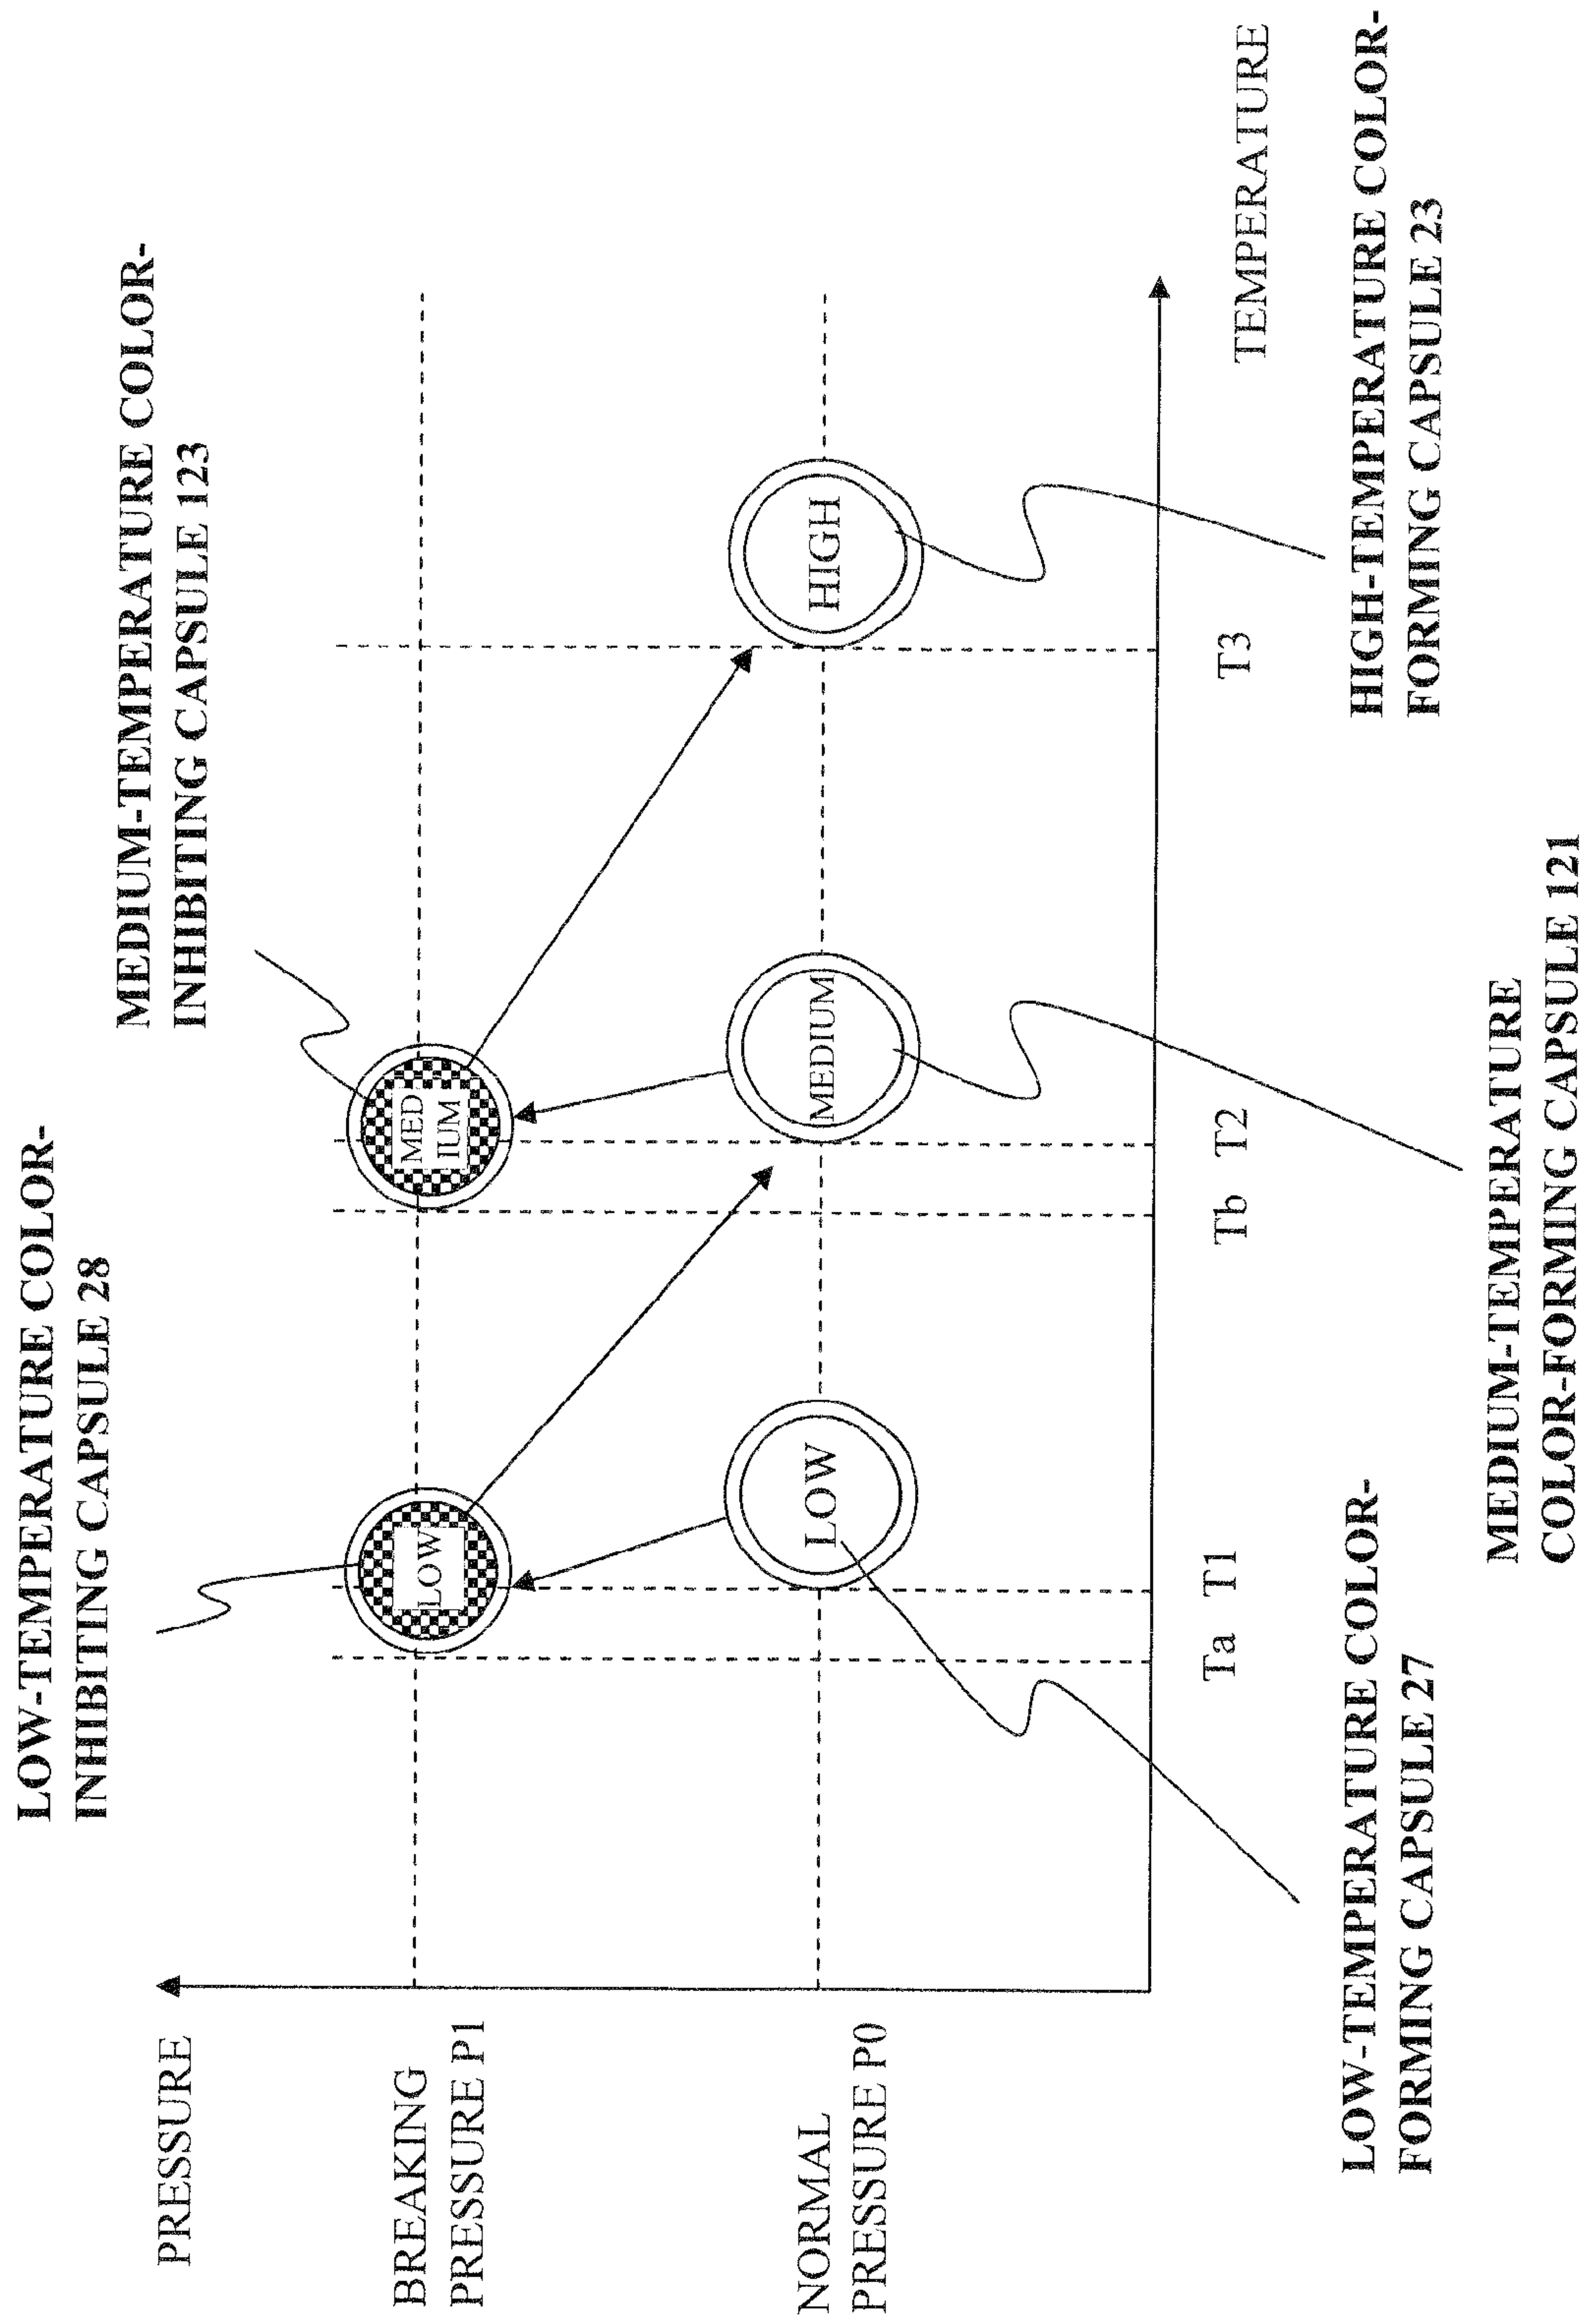 LOW-TEMPERATURE COLOR-
INHIBITING CAPSULE 28
MEDIUM-TEMPERATURE COLOR-
INHIBITING CAPSULE 123
PRESSURE
BREAKING
PRESSURE P1
LOW
MED
IUM
NORMAL
PRESSURE P0
LOW
MEDIUM
HIGH
Ta
T1
Tb
T2
T3
TEMPERATURE
LOW-TEMPERATURE COLOR-
FORMING CAPSULE 27
HIGH-TEMPERATURE COLOR-
FORMING CAPSULE 23
MEDIUM-TEMPERATURE
COLOR-FORMING CAPSULE 121